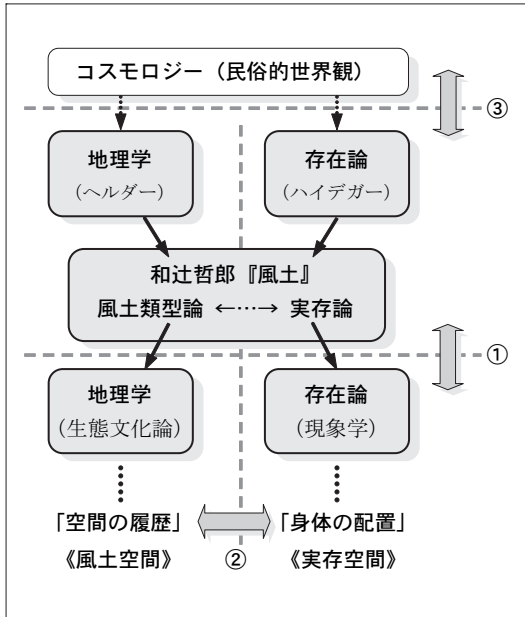 コスモロジー（民俗的世界観）
③
地理学
（ヘルダー）
存在論
（ハイデガー）
和辻哲郎『風土』
風土類型論 ←…→ 実存論
①
地理学
（生態文化論）
存在論
（現象学）
「空間の履歴」
「身体の配置」
《風土空間》
②
《実存空間》